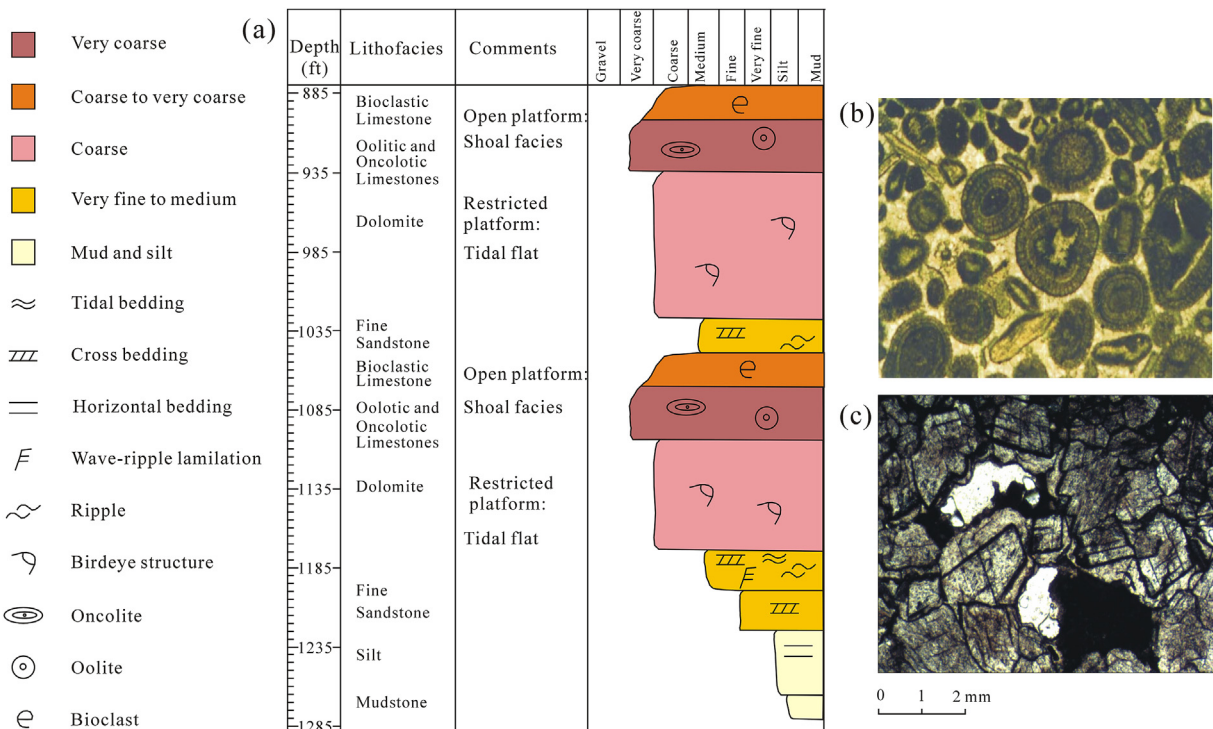 Very coarse
Coarse to very coarse
Coarse
Very fine to medium
Mud and silt
Tidal bedding
Cross bedding
Horizontal bedding
Wave-ripple lamilation
Ripple
Birdeye structure
Oncolite
Oolite
Bioclast
(a)
Depth
(ft)
Lithofacies
Comments
Gravel
Very coarse
Coarse
Medium
Fine
Very fine
Silt
Mud
885
935
985
1035
1085
1135
1185
1235
1285
Bioclastic
Limestone
Oolitic and
Oncolotic
Limestones
Dolomite
Fine
Sandstone
Bioclastic
Limestone
Oolotic and
Oncolotic
Limestones
Dolomite
Fine
Sandstone
Silt
Mudstone
Open platform:
Shoal facies
Restricted
platform:
Tidal flat
Open platform:
Shoal facies
Restricted
platform:
Tidal flat
(b)
(c)
0 1 2 mm